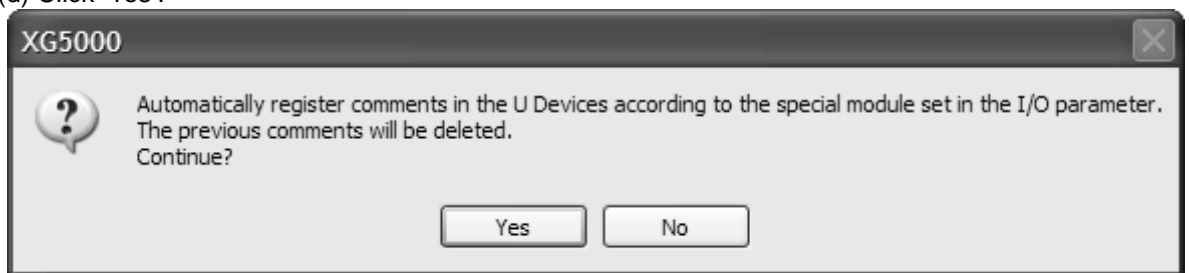 (d) Click "Yes".
XG5000
Automatically register comments in the U Devices according to the special module set in the I/O parameter.
The previous comments will be deleted.
Continue?
Yes No